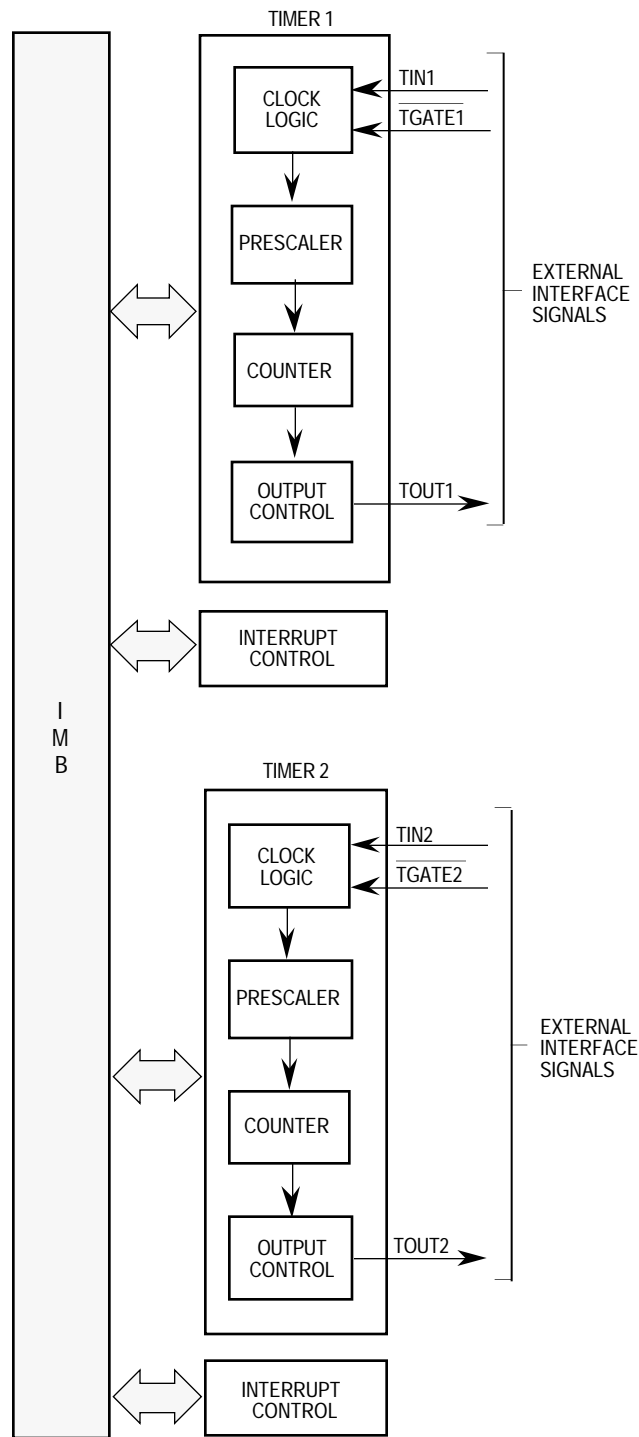 TIMER 1
CLOCK
LOGIC
TIN1
TGATE1
PRESCALER
COUNTER
OUTPUT
CONTROL
TOUT1
EXTERNAL
INTERFACE
SIGNALS
INTERRUPT
CONTROL
I
M
B
TIMER 2
CLOCK
LOGIC
TIN2
TGATE2
PRESCALER
COUNTER
OUTPUT
CONTROL
TOUT2
EXTERNAL
INTERFACE
SIGNALS
INTERRUPT
CONTROL